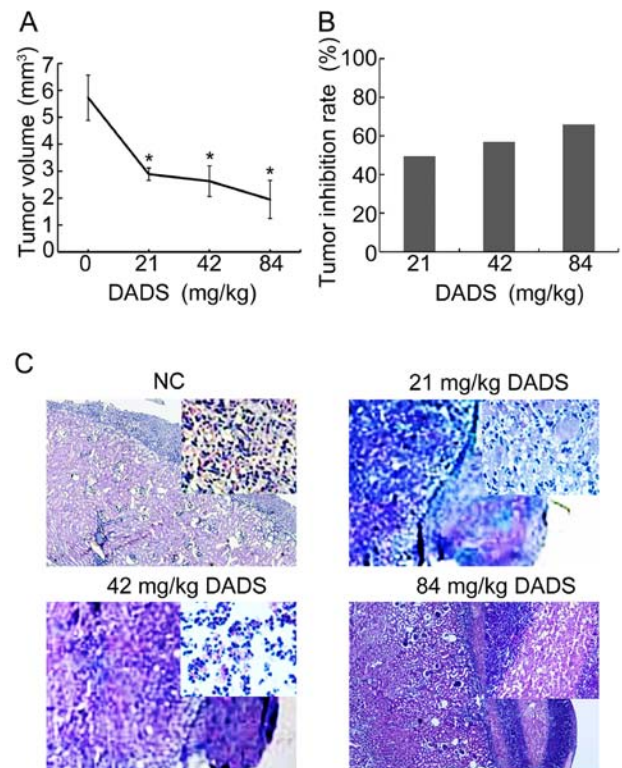 A
Tumor volume (mm³)
7
6
5
4
3
2
1
0
*
*
*
0 21 42 84
DADS (mg/kg)
B
Tumor inhibition rate (%)
100
80
60
40
20
0
21 42 84
DADS (mg/kg)
C
NC
21 mg/kg DADS
42 mg/kg DADS
84 mg/kg DADS